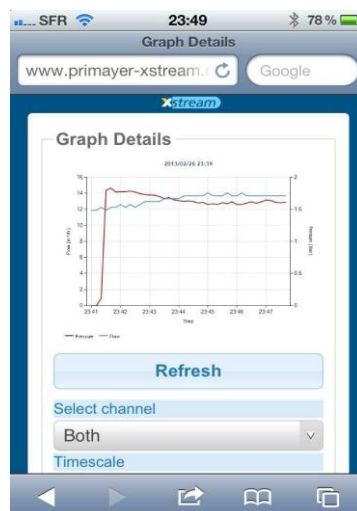 SFR 23:49 78 %
Graph Details
www.primayer-xstream. Google
Xstream
Graph Details
2013/02/26 23:39
16 2
14
12 1.5
10
8 1
6
4 0.5
2
0 0
23:41 23:42 23:43 23:44 23:45 23:46 23:47
Time
Pressure Flow
Refresh
Select channel
Both
Timescale